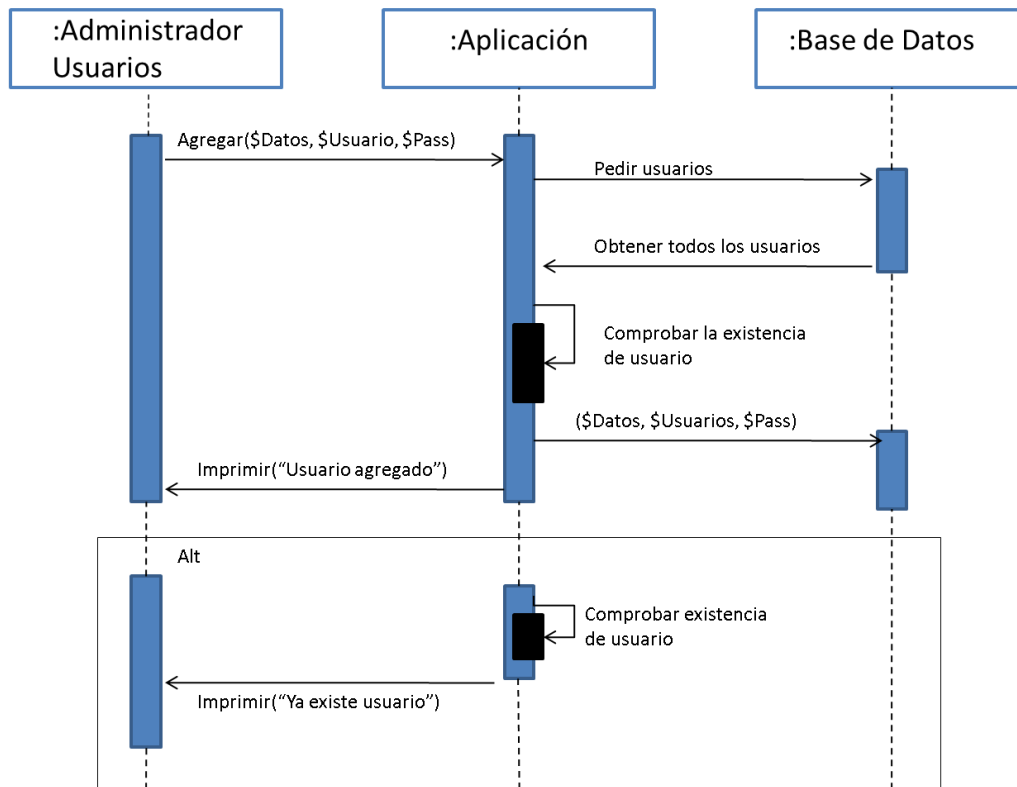 :Administrador
Usuarios
:Aplicación
:Base de Datos
Agregar($Datos, $Usuario, $Pass)
Pedir usuarios
Obtener todos los usuarios
Comprobar la existencia
de usuario
($Datos, $Usuarios, $Pass)
Imprimir(“Usuario agregado”)
Alt
Comprobar existencia
de usuario
Imprimir(“Ya existe usuario”)